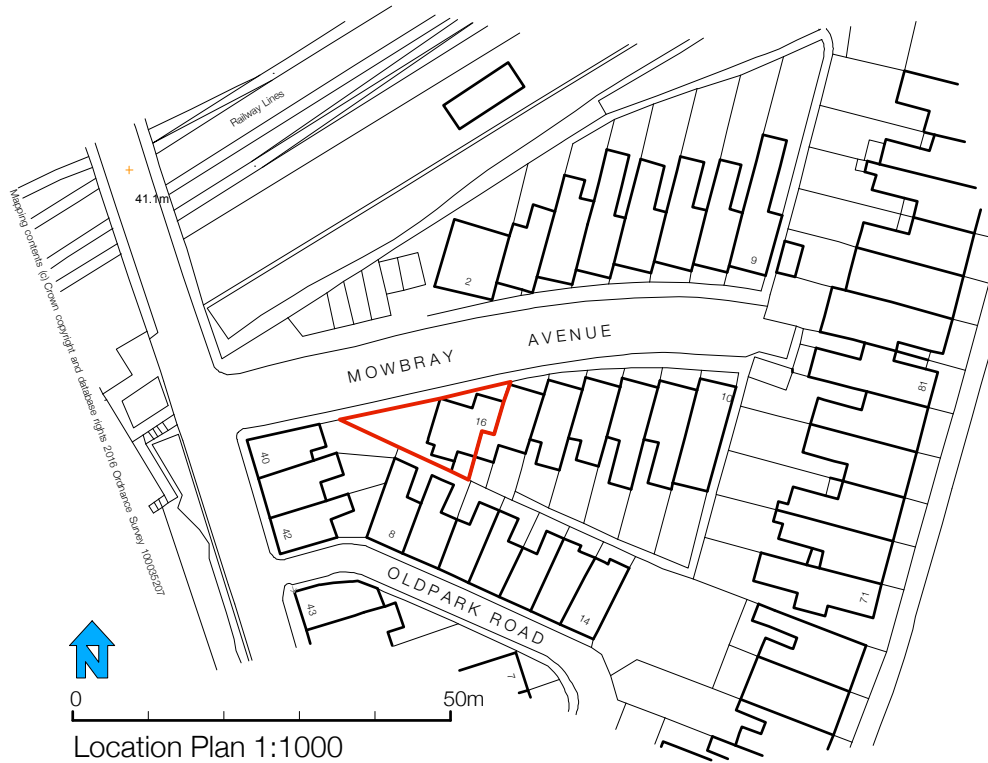 Railway Lines
41.1m
Mapping contents (c) Crown copyright and database rights 2016 Ordnance Survey 100035207
2
9
MOWBRAY AVENUE
81
10
16
40
42
8
OLDPARK ROAD
14
71
43
7
N
0 50m
Location Plan 1:1000